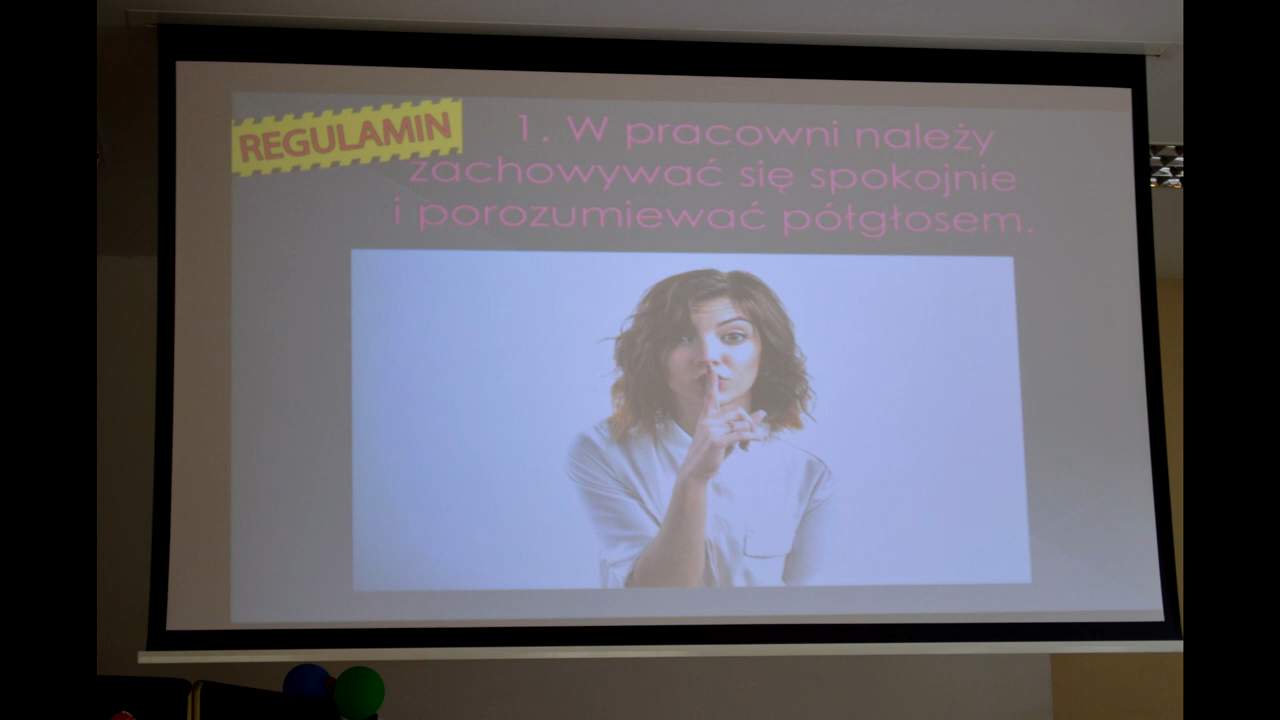 REGULAMIN
1. W pracowni należy
zachowywać się spokojnie
i porozumiewać półgłosem.